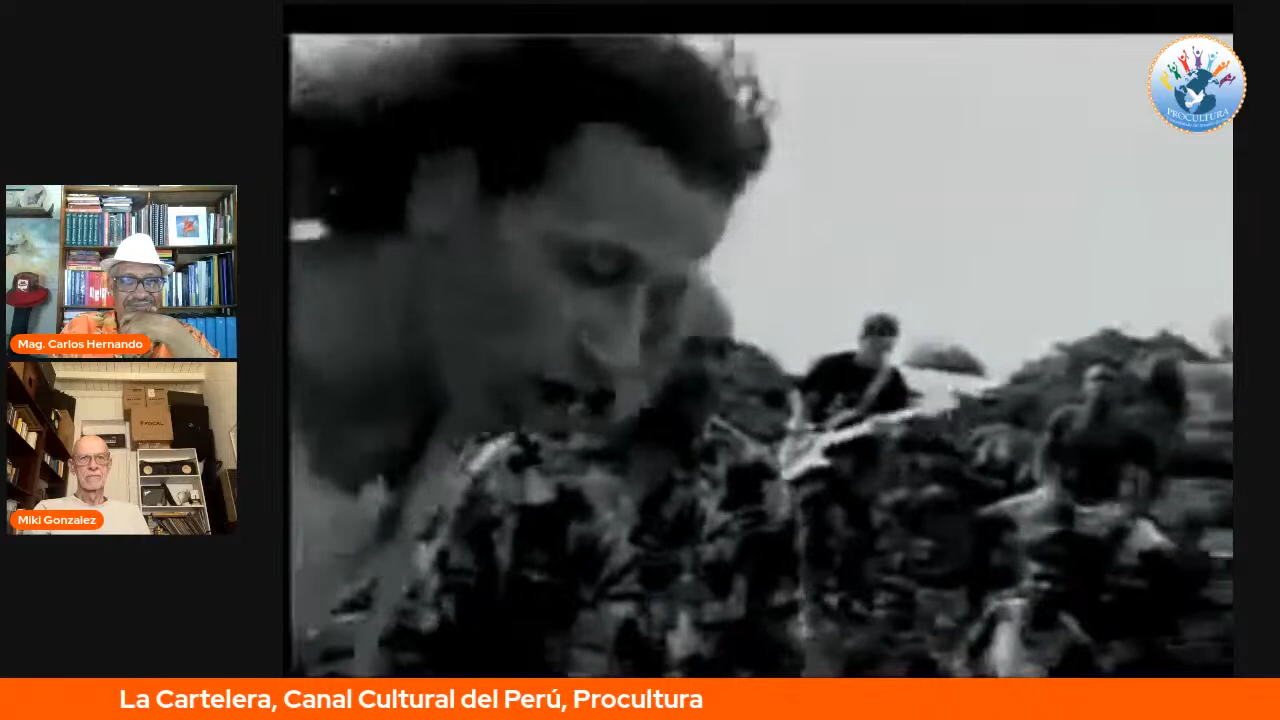 PROCULTURA
Mag. Carlos Hernando
Miki Gonzalez
La Cartelera, Canal Cultural del Perú, Procultura